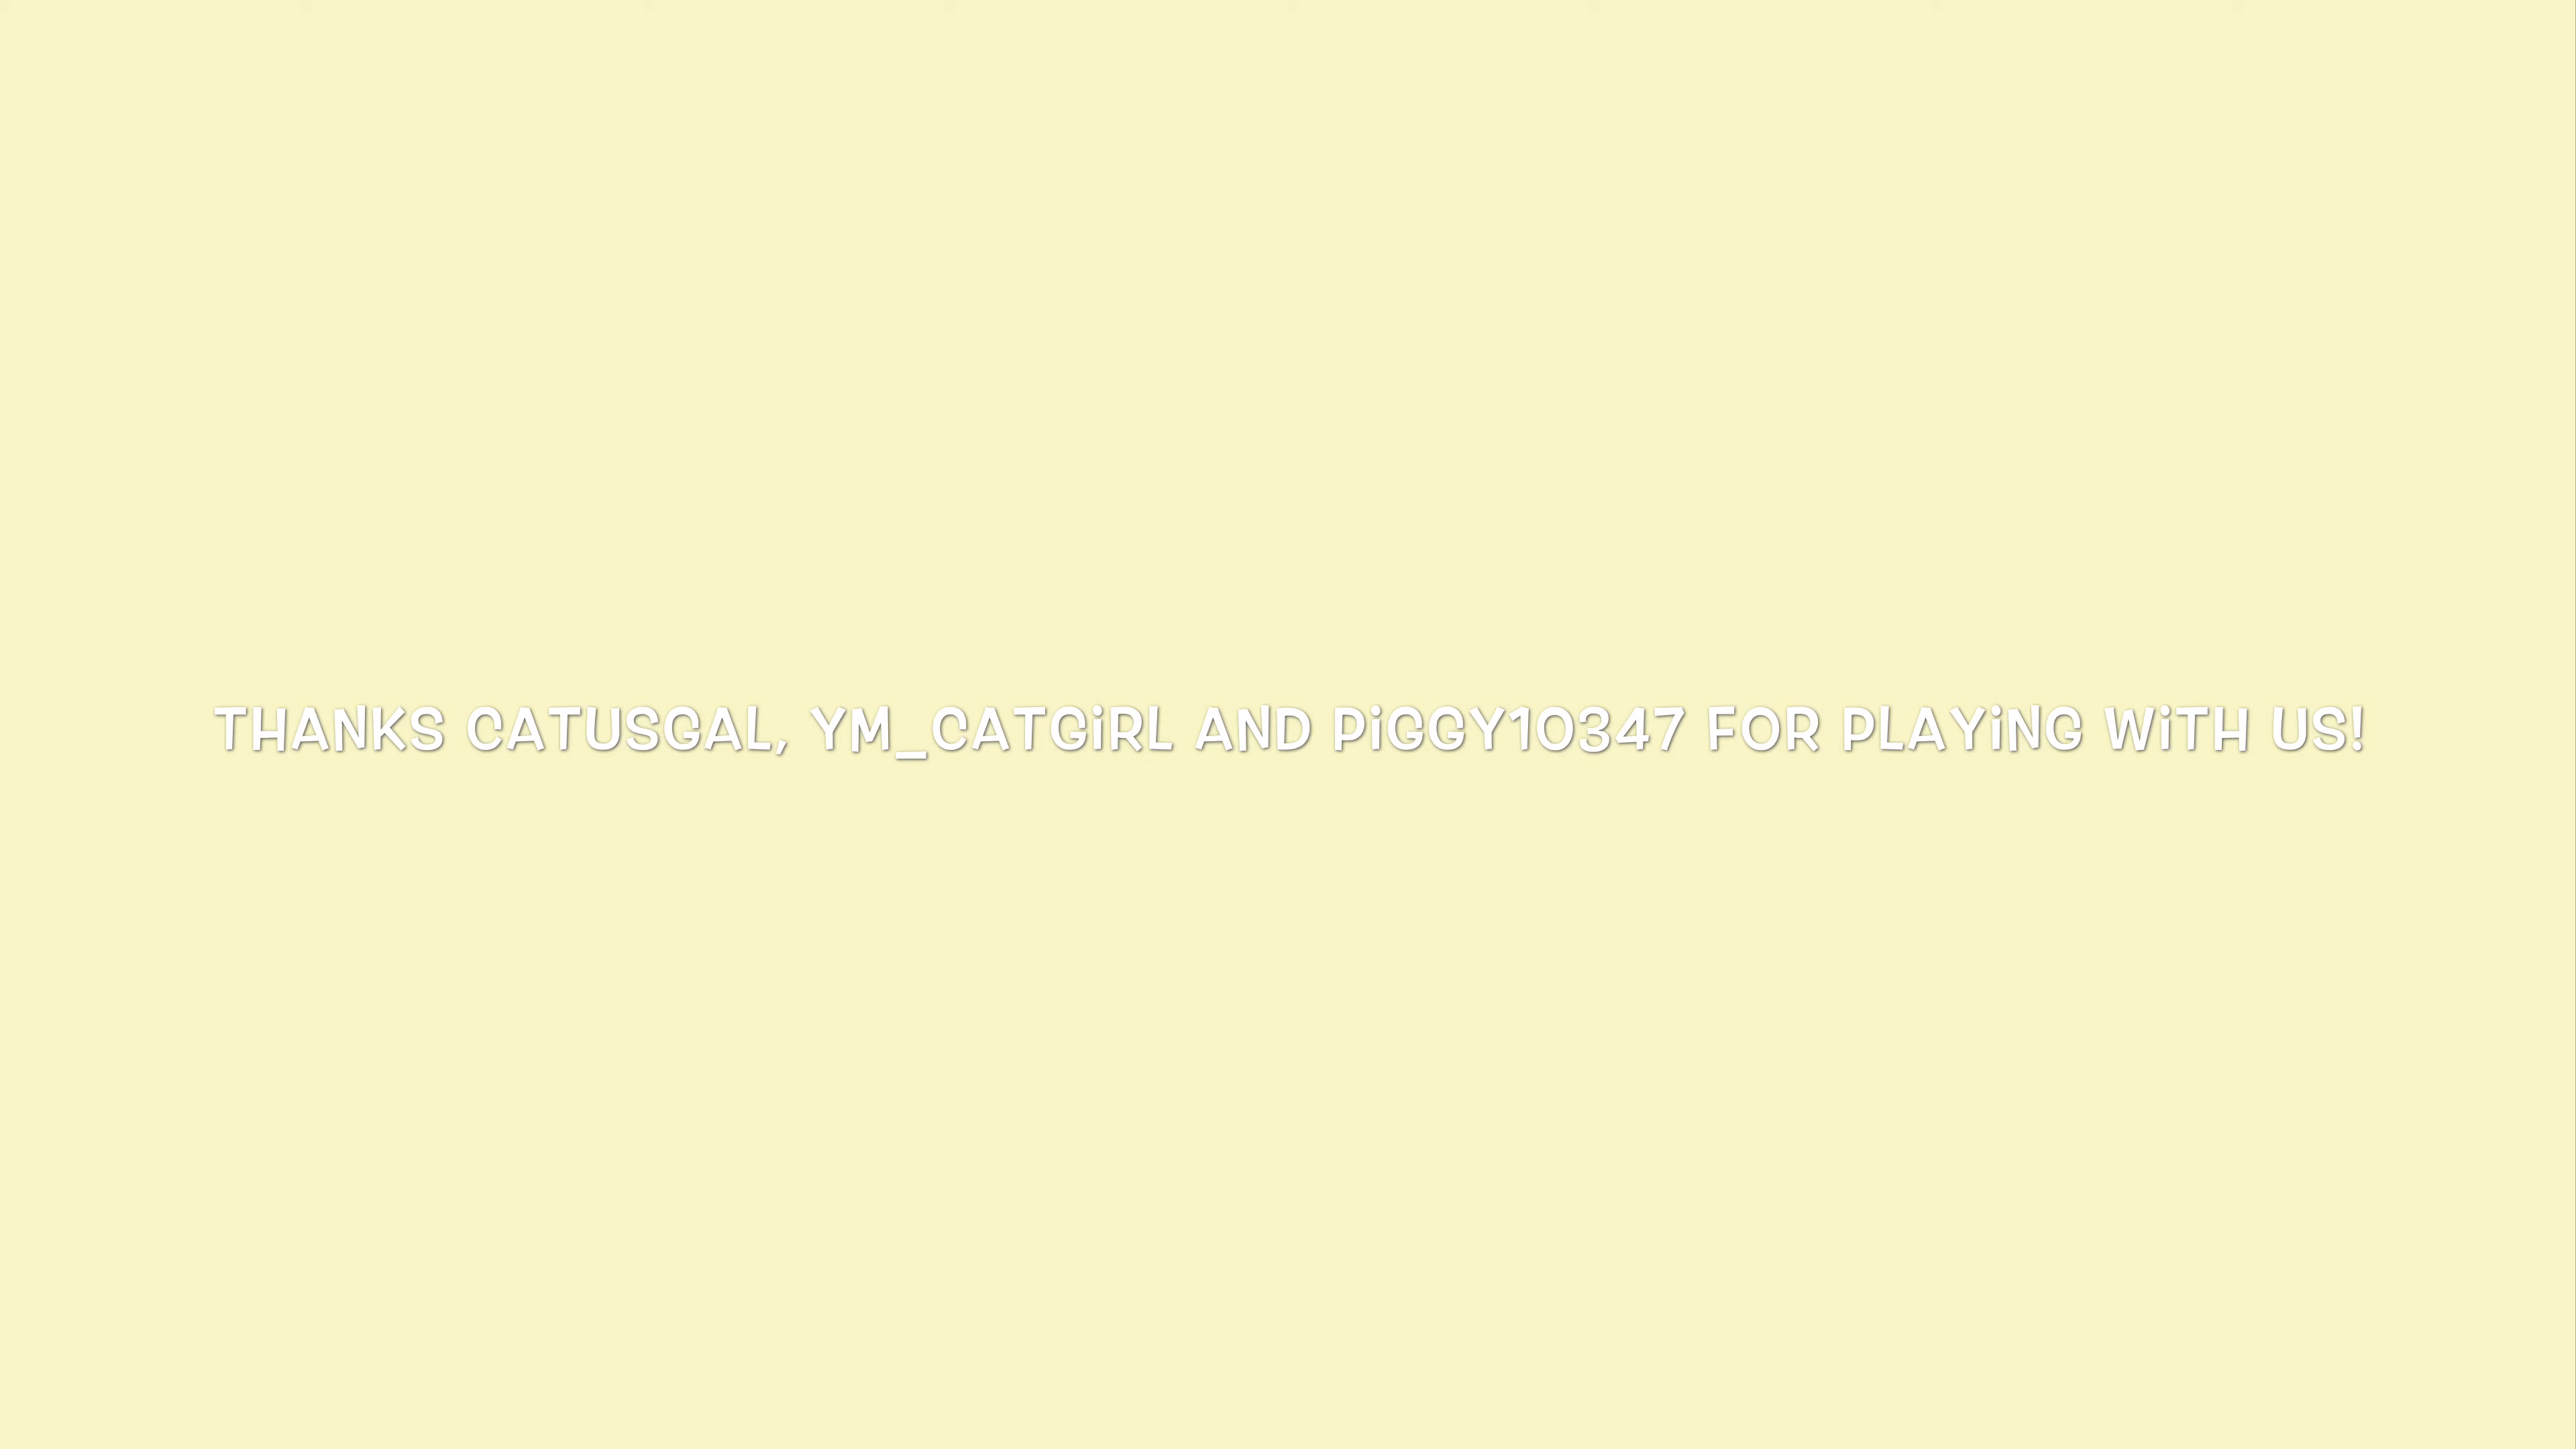 THANKS CATUSGAL, YM_CATGiRL AND PiGGY10347 FOR PLAYiNG WiTH US!